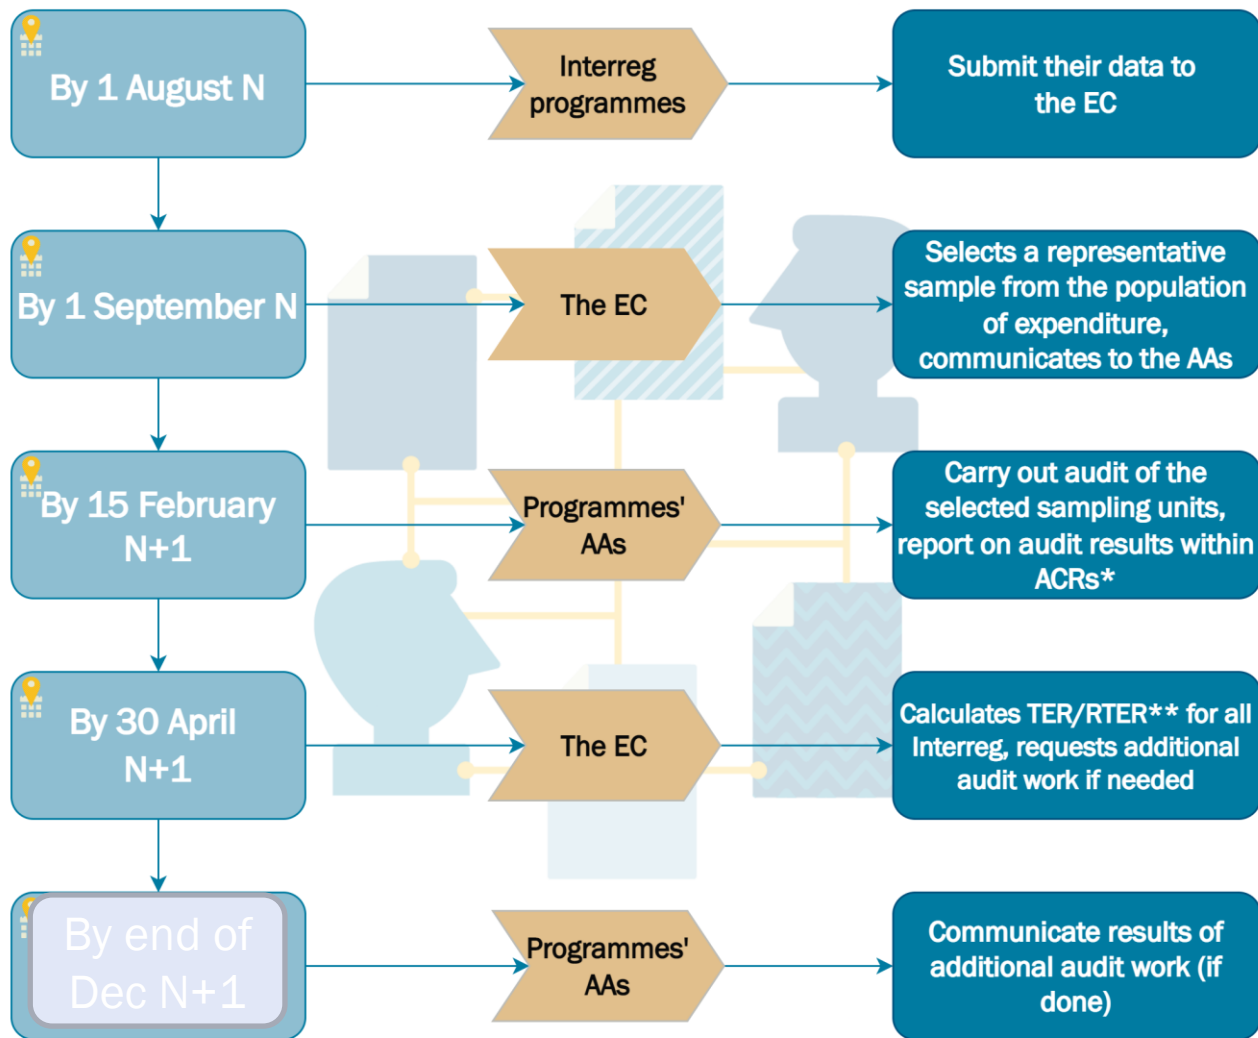 By 1 August N
Interreg
programmes
Submit their data to
the EC
By 1 September N
The EC
Selects a representative
sample from the population
of expenditure,
communicates to the AAs
By 15 February
N+1
Programmes'
AAs
Carry out audit of the
selected sampling units,
report on audit results within
ACRs*
By 30 April
N+1
The EC
Calculates TER/RTER** for all
Interreg, requests additional
audit work if needed
By end of
Dec N+1
Programmes'
AAs
Communicate results of
additional audit work (if
done)